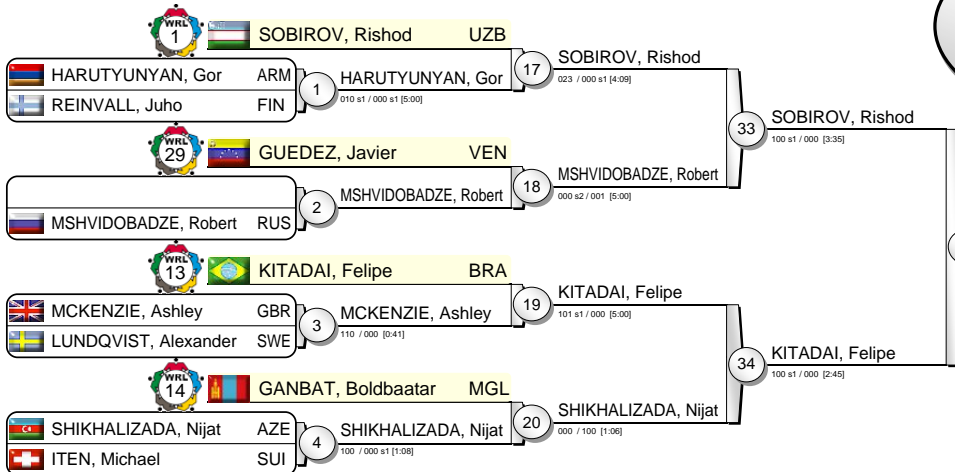 WRL
1
SOBIROV, Rishod UZB
HARUTYUNYAN, Gor ARM
REINVALL, Juho FIN
1
HARUTYUNYAN, Gor
010 s1 / 000 s1 [5:00]
17
SOBIROV, Rishod
023 / 000 s1 [4:09]
WRL
29
GUEDEZ, Javier VEN
MSHVIDOBADZE, Robert RUS
2
MSHVIDOBADZE, Robert
18
MSHVIDOBADZE, Robert
000 s2 / 001 [5:00]
33
SOBIROV, Rishod
100 s1 / 000 [3:35]
WRL
13
KITADAI, Felipe BRA
MCKENZIE, Ashley GBR
LUNDQVIST, Alexander SWE
3
MCKENZIE, Ashley
110 / 000 [0:41]
19
KITADAI, Felipe
101 s1 / 000 [5:00]
WRL
14
GANBAT, Boldbaatar MGL
SHIKHALIZADA, Nijat AZE
ITEN, Michael SUI
4
SHIKHALIZADA, Nijat
100 / 000 s1 [1:08]
20
SHIKHALIZADA, Nijat
000 / 100 [1:06]
34
KITADAI, Felipe
100 s1 / 000 [2:45]